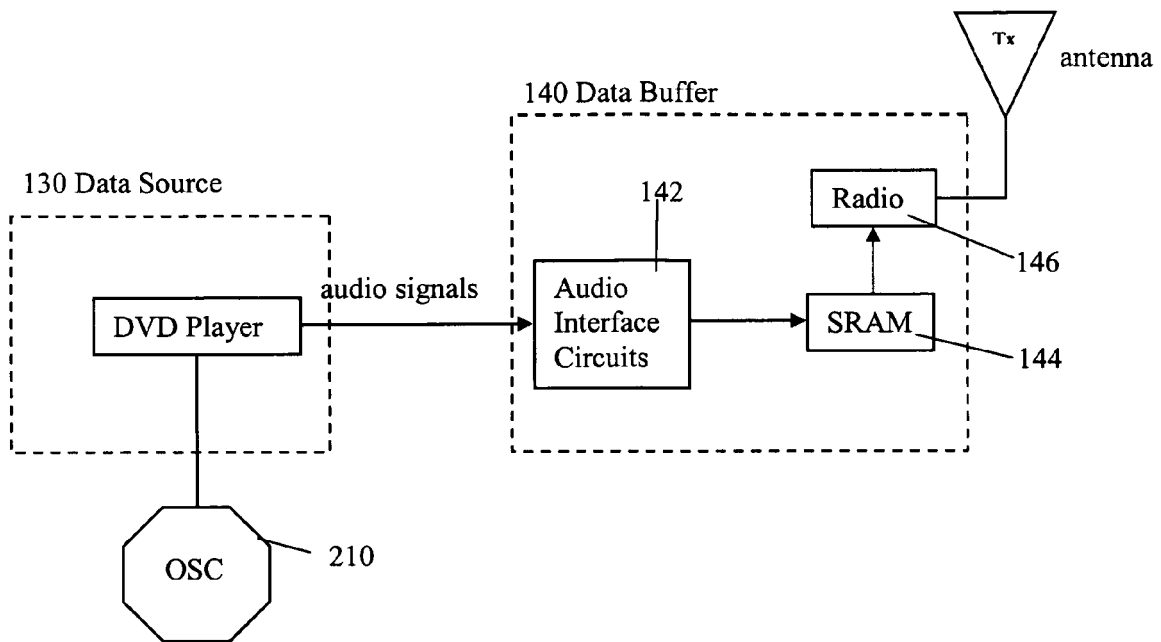 Tx
antenna
140 Data Buffer
130 Data Source
142
Radio
146
audio signals
Audio
Interface
Circuits
DVD Player
SRAM
144
OSC
210